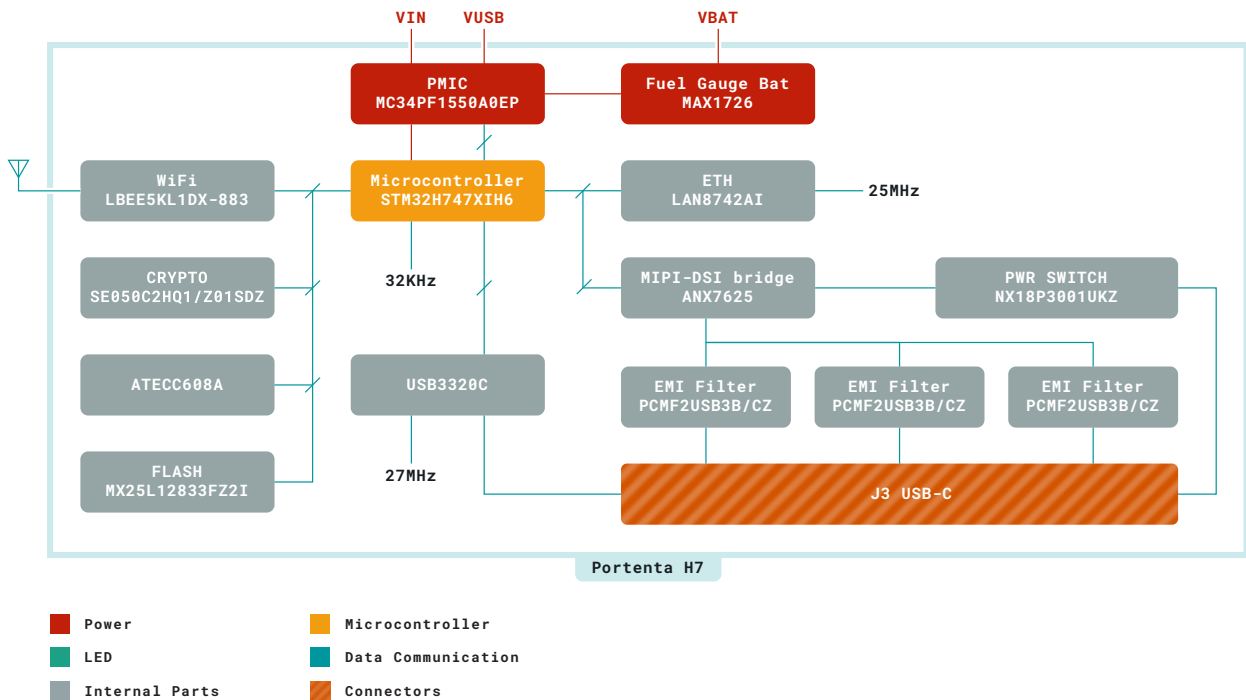 VIN
VUSB
VBAT
PMIC
MC34PF1550A0EP
Fuel Gauge Bat
MAX1726
WiFi
LBEE5KL1DX-883
Microcontroller
STM32H747XIH6
ETH
LAN8742AI
25MHz
CRYPTO
SE050C2HQ1/Z01SDZ
32KHz
MIPI-DSI bridge
ANX7625
PWR SWITCH
NX18P3001UKZ
ATECC608A
USB3320C
EMI Filter
PCMF2USB3B/CZ
EMI Filter
PCMF2USB3B/CZ
EMI Filter
PCMF2USB3B/CZ
FLASH
MX25L12833FZ2I
27MHz
J3 USB-C
Portenta H7
Power
Microcontroller
LED
Data Communication
Internal Parts
Connectors